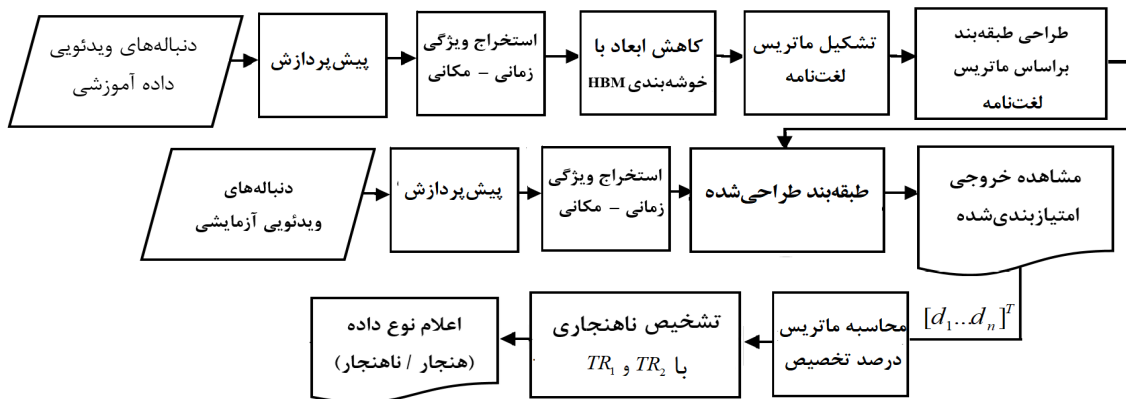 دنباله‌های ویدئویی
داده آموزشی
پیش‌پردازش
استخراج ویژگی
زمانی – مکانی
کاهش ابعاد با
خوشه‌بندی HBM
تشکیل ماتریس
لغت‌نامه
طراحی طبقه‌بند
براساس ماتریس
لغت‌نامه
دنباله‌های
ویدئویی آزمایشی
پیش‌پردازش
استخراج ویژگی
زمانی – مکانی
طبقه‌بند طراحی‌شده
مشاهده خروجی
امتیازبندی‌شده
[d₁...dₙ]ᵀ
محاسبه ماتریس
درصد تخصیص
تشخیص ناهنجاری
با TR₂ و TR₁
اعلام نوع داده
(هنجار / ناهنجار)